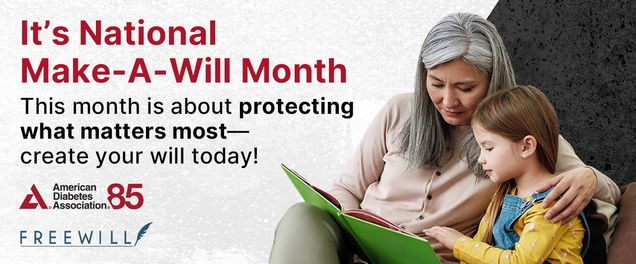 It’s National
Make-A-Will Month
This month is about protecting
what matters most—
create your will today!
American
Diabetes
Association® 85
FREEWILL